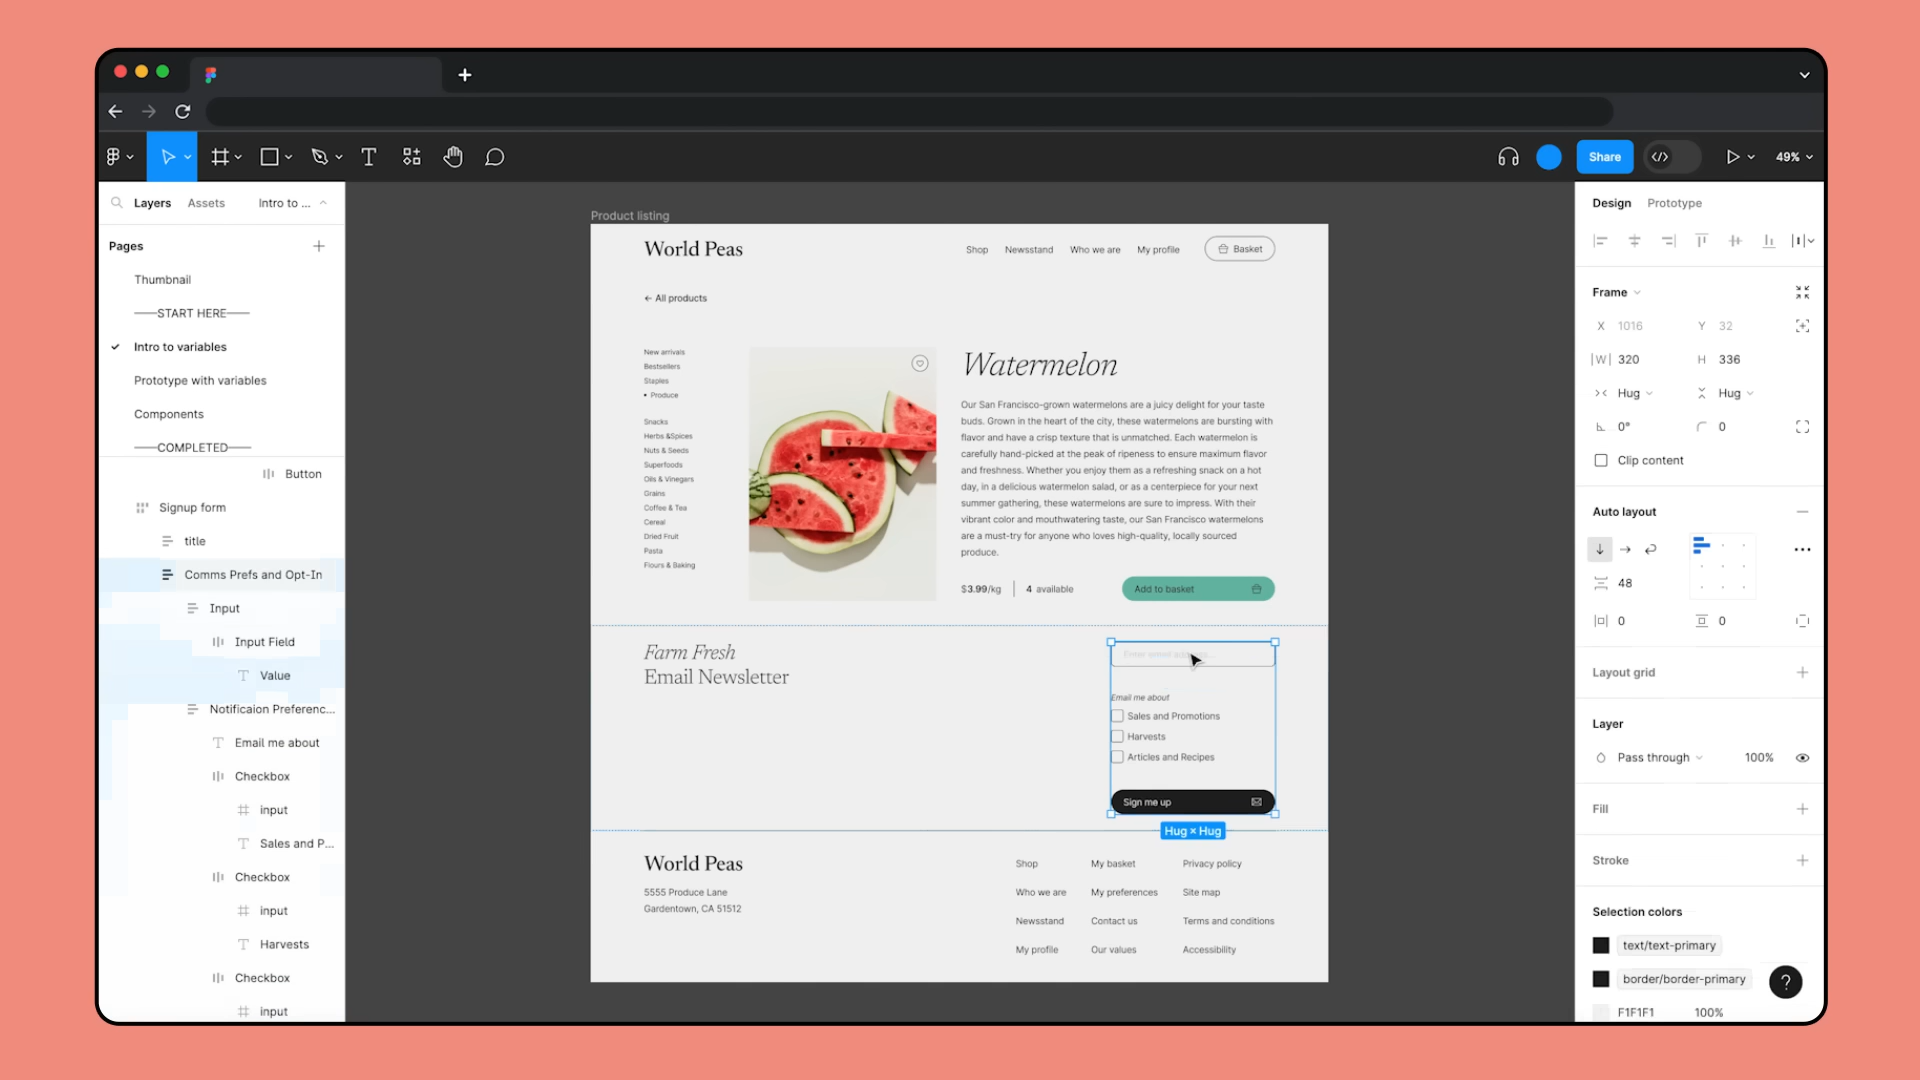 Share
49%
Layers
Assets
Intro to ...
Pages
Thumbnail
——START HERE——
Intro to variables
Prototype with variables
Components
——COMPLETED——
Button
Signup form
title
Comms Prefs and Opt-In
Input
Input Field
Value
Notificaion Preferenc...
Email me about
Checkbox
input
Sales and P...
Checkbox
input
Harvests
Checkbox
input
Product listing
World Peas
Shop
Newsstand
Who we are
My profile
Basket
← All products
New arrivals
Bestsellers
Staples
• Produce
Snacks
Herbs &Spices
Nuts & Seeds
Superfoods
Oils & Vinegars
Grains
Coffee & Tea
Cereal
Dried Fruit
Pasta
Flours & Baking
Watermelon
Our San Francisco-grown watermelons are a juicy delight for your taste
buds. Grown in the heart of the city, these watermelons are bursting with
flavor and have a crisp texture that is unmatched. Each watermelon is
carefully hand-picked at the peak of ripeness to ensure maximum flavor
and freshness. Whether you enjoy them as a refreshing snack on a hot
day, in a delicious watermelon salad, or as a centerpiece for your next
summer gathering, these watermelons are sure to impress. With their
vibrant color and mouthwatering taste, our San Francisco watermelons
are a must-try for anyone who loves high-quality, locally sourced
produce.
$3.99/kg
4 available
Add to basket
Farm Fresh
Email Newsletter
Enter email
Email me about
Sales and Promotions
Harvests
Articles and Recipes
Sign me up
Hug × Hug
World Peas
5555 Produce Lane
Gardentown, CA 51512
Shop
Who we are
Newsstand
My profile
My basket
My preferences
Contact us
Our values
Privacy policy
Site map
Terms and conditions
Accessibility
Design
Prototype
Frame
X 1016
Y 32
W 320
H 336
Hug
Hug
0°
0
Clip content
Auto layout
48
0
0
Layout grid
Layer
Pass through
100%
Fill
Stroke
Selection colors
text/text-primary
border/border-primary
F1F1F1
100%
?